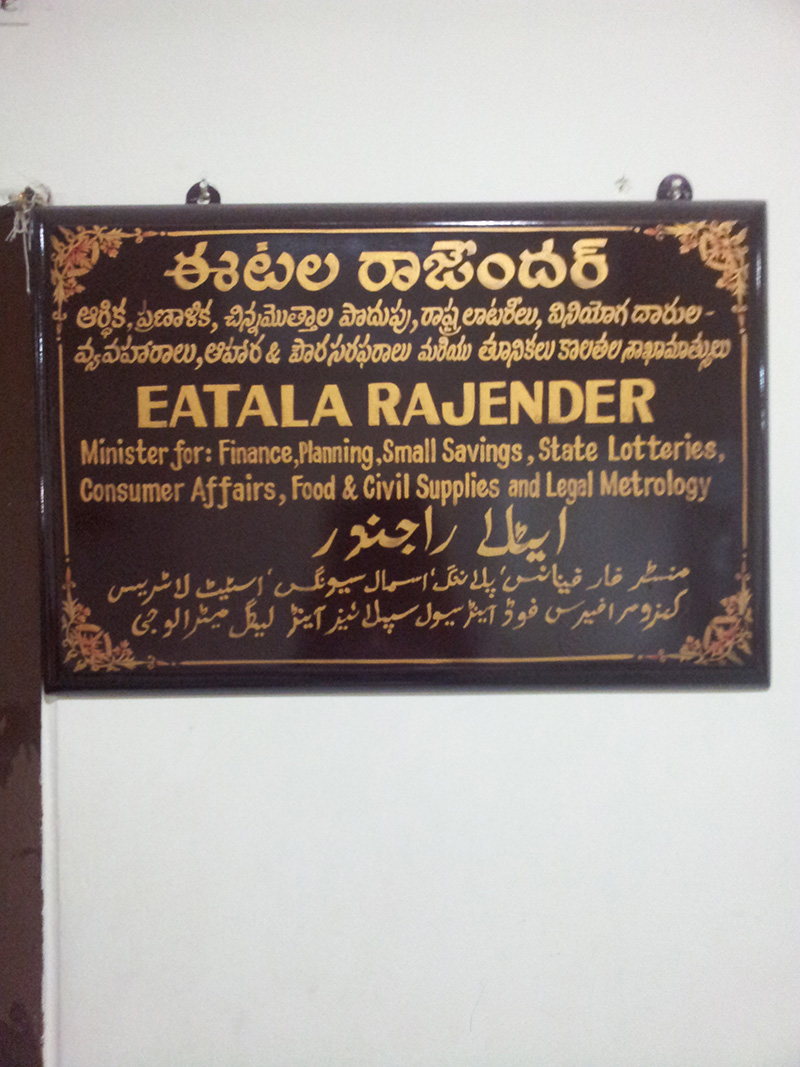 ఈటల రాజేందర్
ఆర్ధిక, ప్రణాళిక, చిన్నమొత్తాల పొదుపు, రాష్ట్ర లాటరీలు, వినియోగ దారుల -
వ్యవహారాలు, ఆహార & పౌరసరఫరాలు మరియు తూనికలు కొలతల శాఖామాత్యులు
EATALA RAJENDER
Minister for: Finance, Planning, Small Savings, State Lotteries,
Consumer Affairs, Food & Civil Supplies and Legal Metrology
ایٹالے راجندر
منسٹر فار فینانس، پلاننگ، اسمال سیونگس، اسٹیٹ لاٹریس
کنزومر افیرس فوڈ اینڈ سیول سپلائیز اینڈ لیگل میٹرالوجی